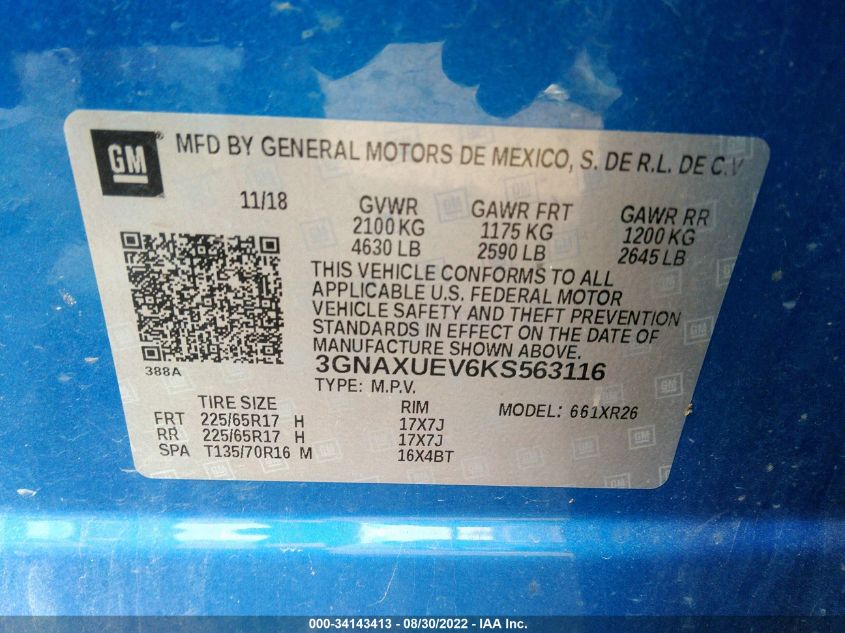 GM ®
MFD BY GENERAL MOTORS DE MEXICO, S. DE R.L. DE C.V
11/18 GVWR GAWR FRT GAWR RR
2100 KG 1175 KG 1200 KG
4630 LB 2590 LB 2645 LB
THIS VEHICLE CONFORMS TO ALL
APPLICABLE U.S. FEDERAL MOTOR
VEHICLE SAFETY AND THEFT PREVENTION
STANDARDS IN EFFECT ON THE DATE OF
MANUFACTURE SHOWN ABOVE.
388A 3GNAXUEV6KS563116
TYPE: M.P.V.
TIRE SIZE RIM MODEL: 661XR26
FRT 225/65R17 H 17X7J
RR 225/65R17 H 17X7J
SPA T135/70R16 M 16X4BT
000-34143413 - 08/30/2022 - IAA Inc.